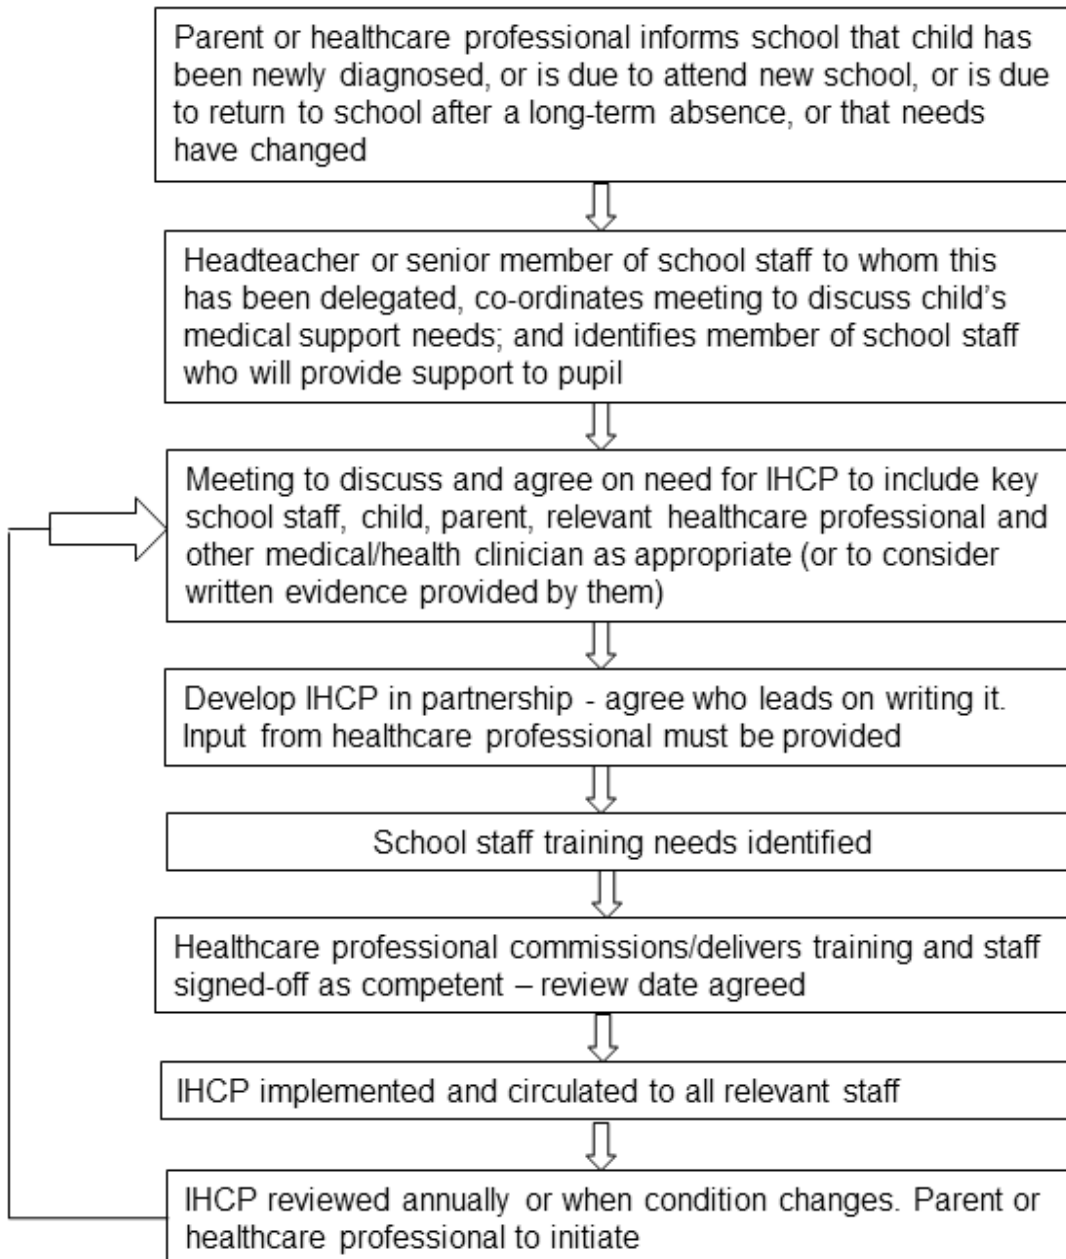 Parent or healthcare professional informs school that child has
been newly diagnosed, or is due to attend new school, or is due
to return to school after a long-term absence, or that needs
have changed
Headteacher or senior member of school staff to whom this
has been delegated, co-ordinates meeting to discuss child's
medical support needs; and identifies member of school staff
who will provide support to pupil
Meeting to discuss and agree on need for IHCP to include key
school staff, child, parent, relevant healthcare professional and
other medical/health clinician as appropriate (or to consider
written evidence provided by them)
Develop IHCP in partnership - agree who leads on writing it.
Input from healthcare professional must be provided
School staff training needs identified
Healthcare professional commissions/delivers training and staff
signed-off as competent – review date agreed
IHCP implemented and circulated to all relevant staff
IHCP reviewed annually or when condition changes. Parent or
healthcare professional to initiate